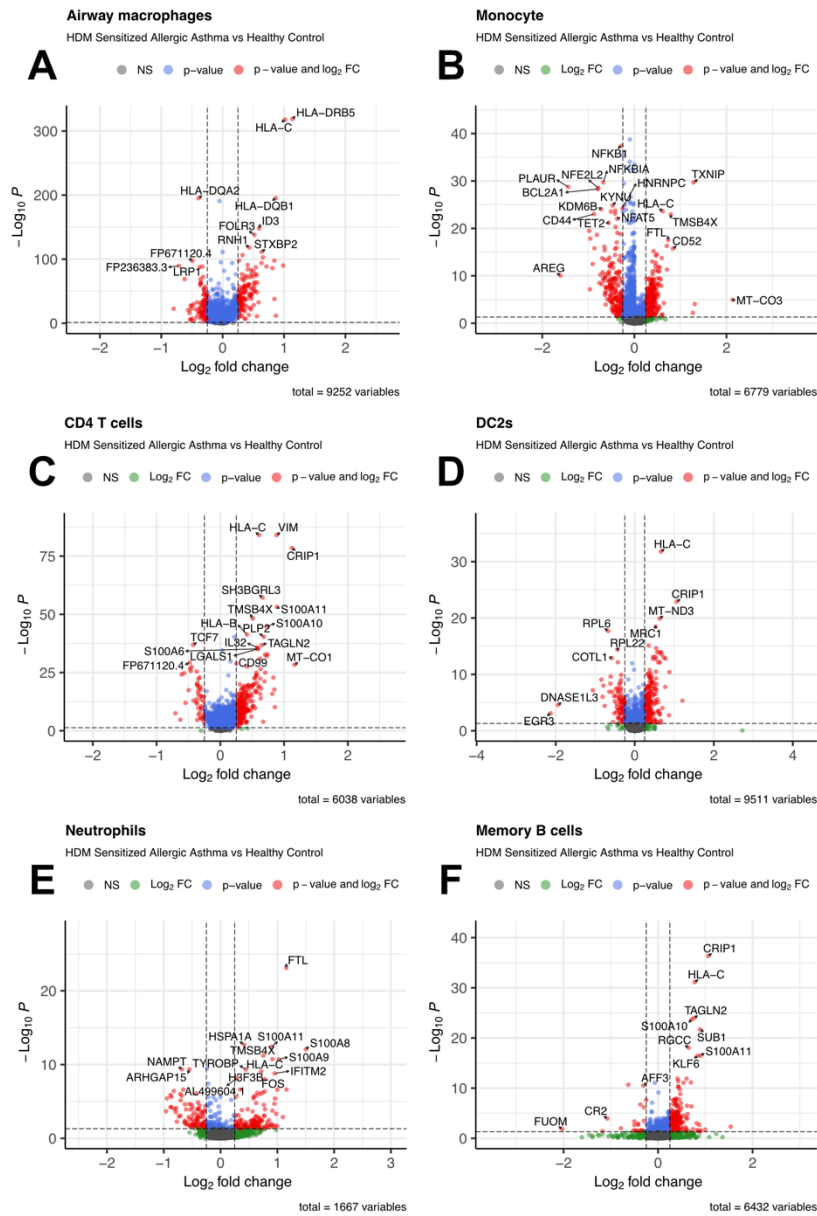 Airway macrophages
HDM Sensitized Allergic Asthma vs Healthy Control
A
NS p-value p − value and log2 FC
HLA−DRB5
HLA−C
HLA−DQA2
HLA−DQB1
FOLR3 ID3
RNH1 STXBP2
FP671120.4
FP236383.3
LRP1
300
200
100
0
−Log10 P
−2 −1 0 1 2
Log2 fold change
total = 9252 variables
Monocyte
HDM Sensitized Allergic Asthma vs Healthy Control
B
NS Log2 FC p-value p − value and log2 FC
NFKB1
NFKBIA
PLAUR NFE2L2 HNRNPC TXNIP
BCL2A1
KYNU HLA−C
KDM6B
CD44 NFAT5 TMSB4X
TET2 FTL
CD52
AREG
MT−CO3
40
30
20
10
0
−Log10 P
−2 0 2
Log2 fold change
total = 6779 variables
CD4 T cells
HDM Sensitized Allergic Asthma vs Healthy Control
C
NS Log2 FC p-value p − value and log2 FC
HLA−C VIM
CRIP1
SH3BGRL3
TMSB4X S100A11
HLA−B PLP2 S100A10
TCF7 IL32 TAGLN2
S100A6 LGALS1
FP671120.4 CD99 MT−CO1
75
50
25
0
−Log10 P
−2 −1 0 1 2
Log2 fold change
total = 6038 variables
DC2s
HDM Sensitized Allergic Asthma vs Healthy Control
D
NS Log2 FC p-value p − value and log2 FC
HLA−C
CRIP1
MT−ND3
RPL6 MRC1
RPL22
COTL1
DNASE1L3
EGR3
30
20
10
0
−Log10 P
−4 −2 0 2 4
Log2 fold change
total = 9511 variables
Neutrophils
HDM Sensitized Allergic Asthma vs Healthy Control
E
NS Log2 FC p-value p − value and log2 FC
FTL
HSPA1A S100A11
TMSB4X S100A8
NAMPT TYROBP HLA−C S100A9
ARHGAP15 H3F3B IFITM2
AL499604.1 FOS
20
10
0
−Log10 P
−3 −2 −1 0 1 2 3
Log2 fold change
total = 1667 variables
Memory B cells
HDM Sensitized Allergic Asthma vs Healthy Control
F
NS Log2 FC p-value p − value and log2 FC
CRIP1
HLA−C
TAGLN2
S100A10
SUB1
RGCC
S100A11
KLF6
AFF3
CR2
FUOM
40
30
20
10
0
−Log10 P
−2 0 2
Log2 fold change
total = 6432 variables